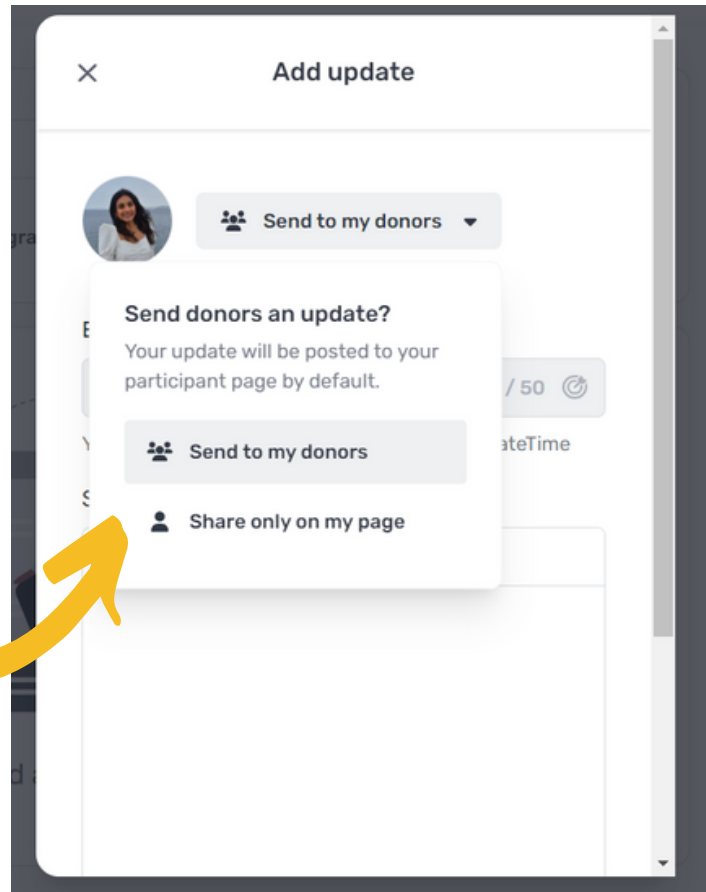 Add update
Send to my donors
Send donors an update?
Your update will be posted to your
participant page by default.
/ 50
Send to my donors
Share only on my page